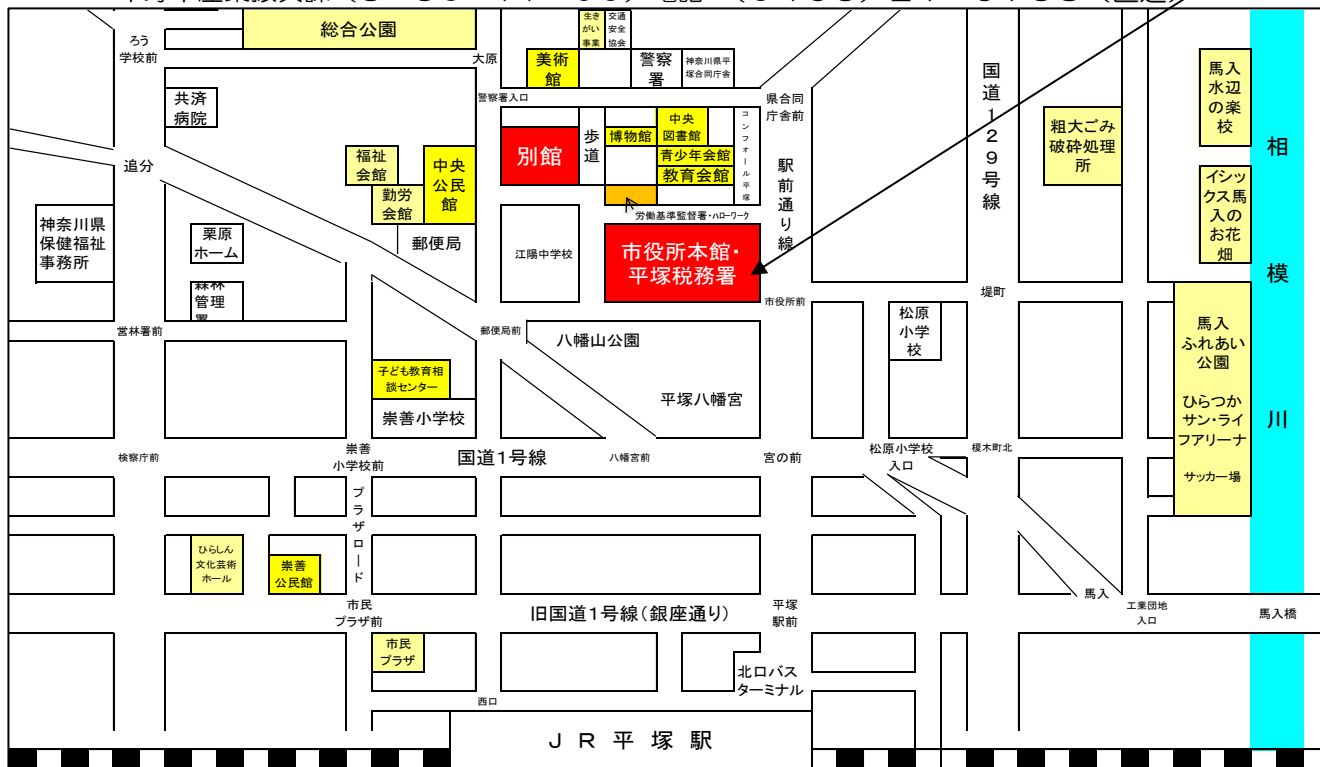 総合公園
生き
がい
事業
交通
安全
協会
ろう
学校前
大原
美術
館
警察
署
神奈川県平
塚合同庁舎
国道129号線
馬入
水辺
の楽
校
共済
病院
警察署入口
県合同
庁舎前
粗大ごみ
破砕処理
所
相模川
別館
歩道
博物館
中央
図書館
コンフォール平塚
青少年会館
教育会館
駅前通り線
追分
福祉
会館
中央
公民
館
勤労
会館
イシッ
クス馬
入の
お花
畑
労働基準監督署・ハローワーク
神奈川県
保健福祉
事務所
栗原
ホーム
郵便局
江陽中学校
市役所本館・
平塚税務署
森林
管理
署
市役所前
堤町
松原
小学
校
営林署前
郵便局前
八幡山公園
馬入
ふれあい
公園
ひらつか
サン・ライ
フアリーナ
サッカー場
子ども教育相
談センター
平塚八幡宮
崇善小学校
検察庁前
崇善
小学校前
国道1号線
八幡宮前
宮の前
松原小学校
入口
榎木町北
プラザロード
ひらしん
文化芸術
ホール
崇善
公民館
市民
プラザ前
旧国道1号線(銀座通り)
平塚
駅前
馬入
工業団地
入口
馬入橋
市民
プラザ
北口バス
ターミナル
西口
JR平塚駅